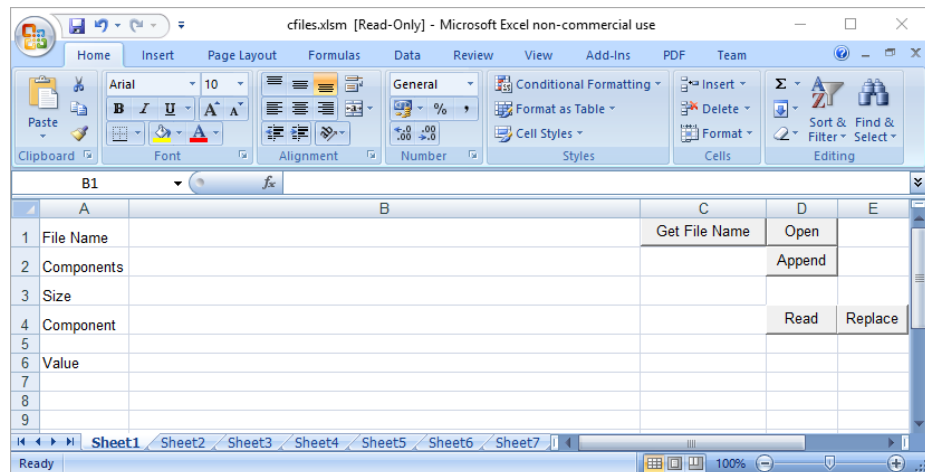 cfiles.xlsm [Read-Only] - Microsoft Excel non-commercial use
Home Insert Page Layout Formulas Data Review View Add-Ins PDF Team
Paste
Arial 10
B I U A A
A
General
% ,
.00 .00
Conditional Formatting
Format as Table
Cell Styles
Insert
Delete
Format
Σ
Sort & Filter
Find & Select
Clipboard Font Alignment Number Styles Cells Editing
B1 fx
A B C D E
1 File Name Get File Name Open
2 Components Append
3 Size
4 Component Read Replace
5
6 Value
7
8
9
Sheet1 Sheet2 Sheet3 Sheet4 Sheet5 Sheet6 Sheet7
Ready 100%